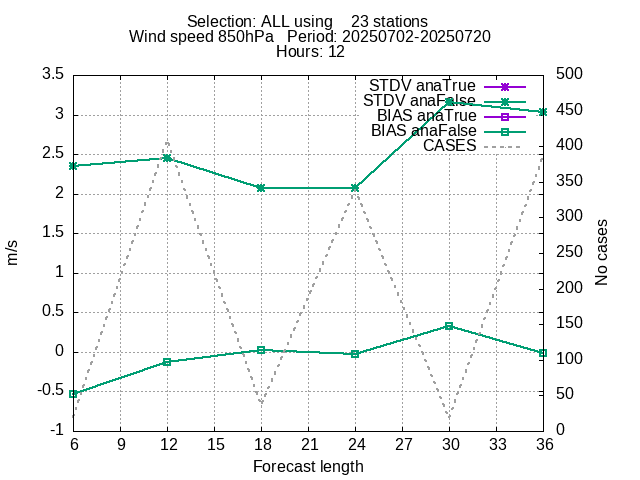 Selection: ALL using    23 stations
Wind speed 850hPa   Period: 20250702-20250720
Hours: 12
3.5
3
2.5
2
1.5
1
0.5
0
-0.5
-1
m/s
500
450
400
350
300
250
200
150
100
50
0
No cases
STDV anaTrue
STDV anaFalse
BIAS anaTrue
BIAS anaFalse
CASES
6 9 12 15 18 21 24 27 30 33 36
Forecast length